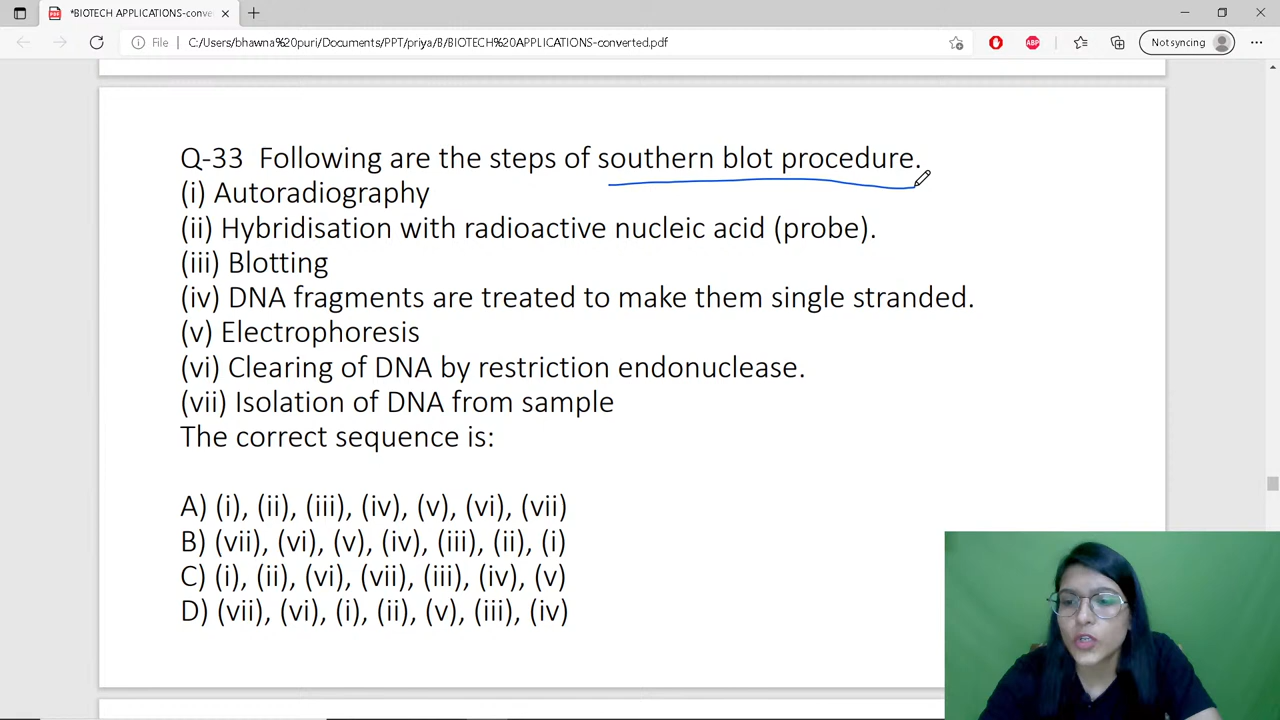 *BIOTECH APPLICATIONS-conve
File
C:/Users/bhawna%20puri/Documents/PPT/priya/B/BIOTECH%20APPLICATIONS-converted.pdf
ABP
Not syncing
Q-33 Following are the steps of southern blot procedure.
(i) Autoradiography
(ii) Hybridisation with radioactive nucleic acid (probe).
(iii) Blotting
(iv) DNA fragments are treated to make them single stranded.
(v) Electrophoresis
(vi) Clearing of DNA by restriction endonuclease.
(vii) Isolation of DNA from sample
The correct sequence is:
A) (i), (ii), (iii), (iv), (v), (vi), (vii)
B) (vii), (vi), (v), (iv), (iii), (ii), (i)
C) (i), (ii), (vi), (vii), (iii), (iv), (v)
D) (vii), (vi), (i), (ii), (v), (iii), (iv)